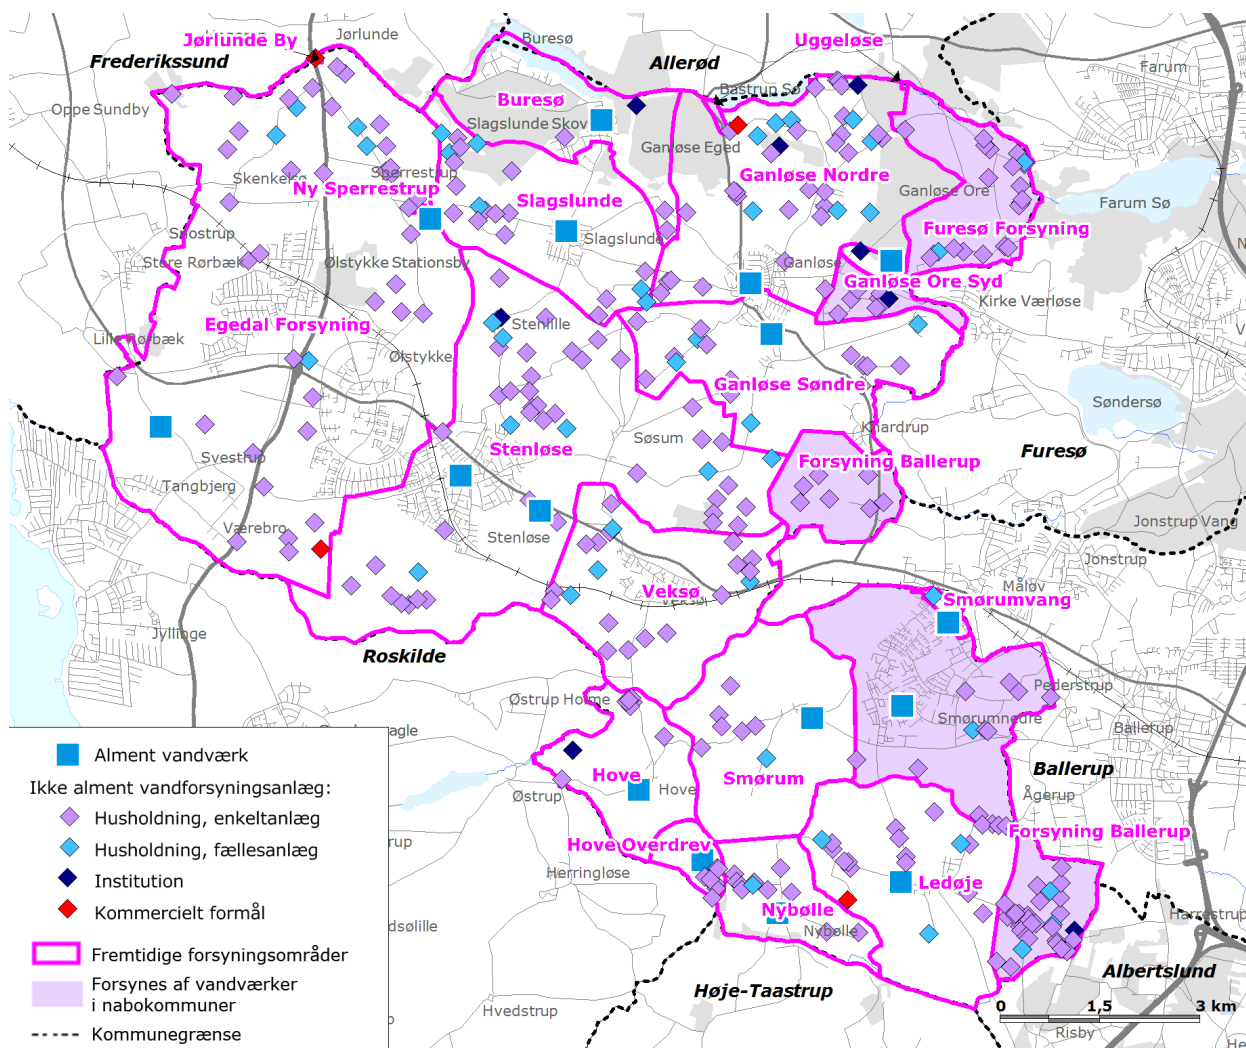 Jørlunde By
Jørlunde
Frederikssund
Buresø
Allerød
Uggeløse
Farum
Oppe Sundby
Buresø
Bastrup Sø
Slagslunde Skov
Ganløse Eged
Skenkelsø
Sperrestrup
Ny Sperrestrup
Ganløse Nordre
Ganløse Ore
Farum Sø
Slagslunde
Snostrup
Slagslunde
Furesø Forsyning
Store Rørbæk
Ølstykke Stationsby
Ganløse
Ganløse Ore Syd
Kirke Værløse
Egedal Forsyning
Stenlille
Lille Rørbæk
Ølstykke
Ganløse Søndre
Søndersø
Knardrup
Søsum
Stenløse
Furesø
Svestrup
Forsyning Ballerup
Tangbjerg
Værebro
Stenløse
Jonstrup Vang
Jonstrup
Måløv
Veksø
Veksø
Smørumvang
Jyllinge
Roskilde
Østrup Holme
Pederstrup
Smørumnedre
Ballerup
Smørum
Ballerup
Hove
Hove
Østrup
Ågerup
Forsyning Ballerup
Hove Overdrev
Herringløse
Ledøje
Nybølle
Nybølle
Harrestrup
Albertslund
Høje-Taastrup
Hvedstrup
Risby
0 1,5 3 km
Alment vandværk
Ikke alment vandforsyningsanlæg:
Husholdning, enkeltanlæg
Husholdning, fællesanlæg
Institution
Kommercielt formål
Fremtidige forsyningsområder
Forsynes af vandværker
i nabokommuner
Kommunegrænse